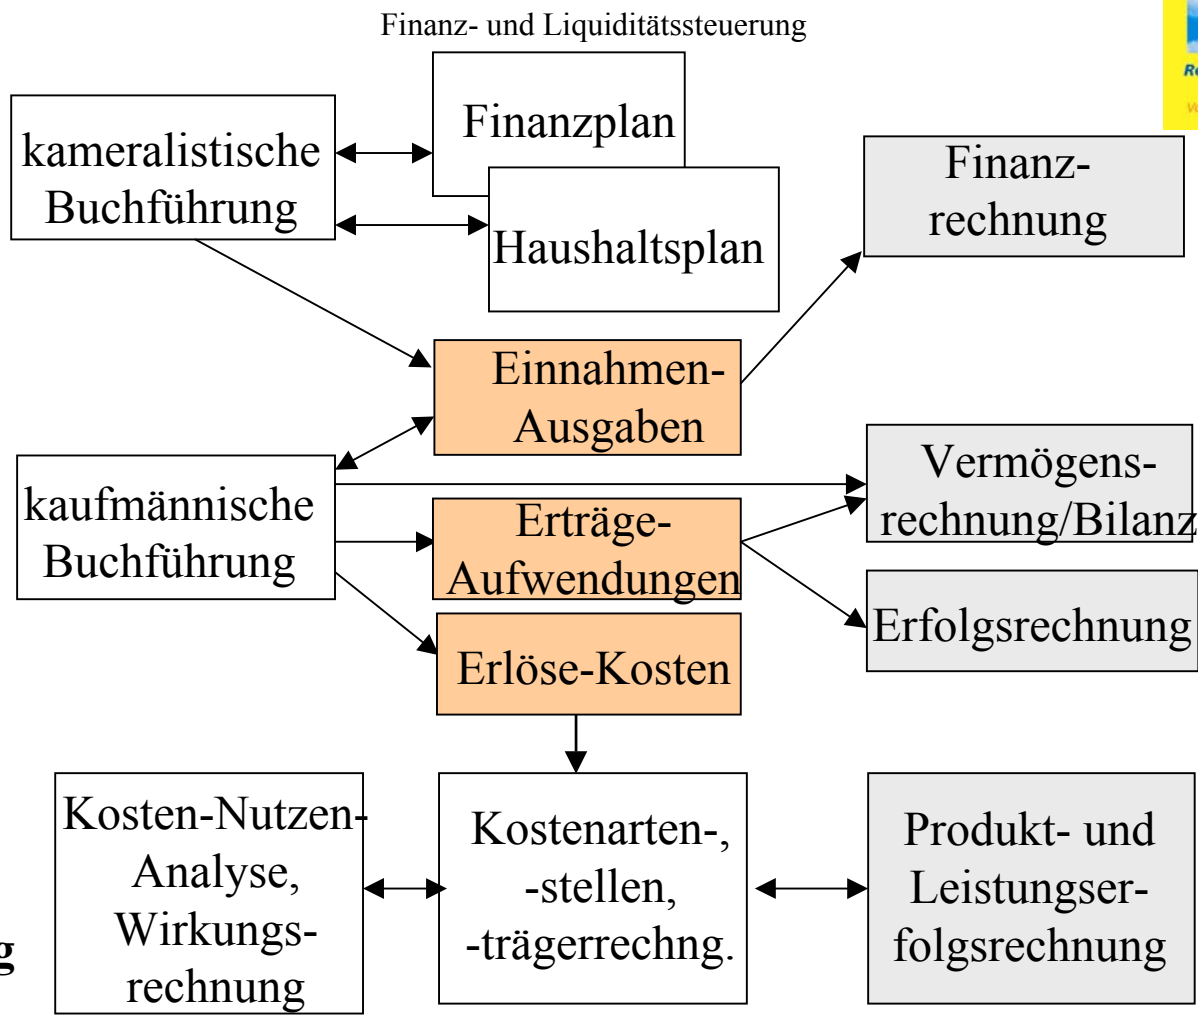 Finanz- und Liquiditätssteuerung
kameralistische
Buchführung
Finanzplan
Haushaltsplan
Finanz-
rechnung
Einnahmen-
Ausgaben
kaufmännische
Buchführung
Erträge-
Aufwendungen
Vermögens-
rechnung/Bilanz
Erfolgsrechnung
Erlöse-Kosten
Kosten-Nutzen-
Analyse,
Wirkungs-
rechnung
Kostenarten-,
-stellen,
-trägerrechng.
Produkt- und
Leistungser-
folgsrechnung